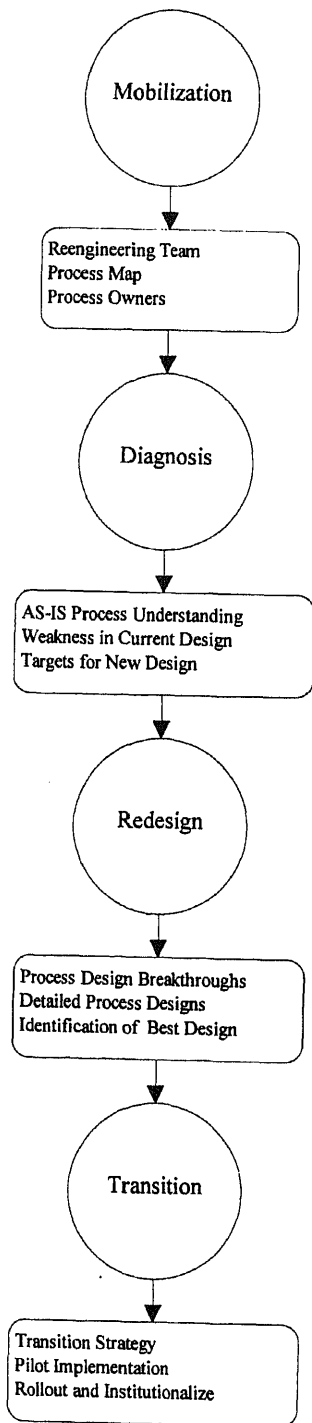 Mobilization
Reengineering Team
Process Map
Process Owners
Diagnosis
AS-IS Process Understanding
Weakness in Current Design
Targets for New Design
Redesign
Process Design Breakthroughs
Detailed Process Designs
Identification of Best Design
Transition
Transition Strategy
Pilot Implementation
Rollout and Institutionalize